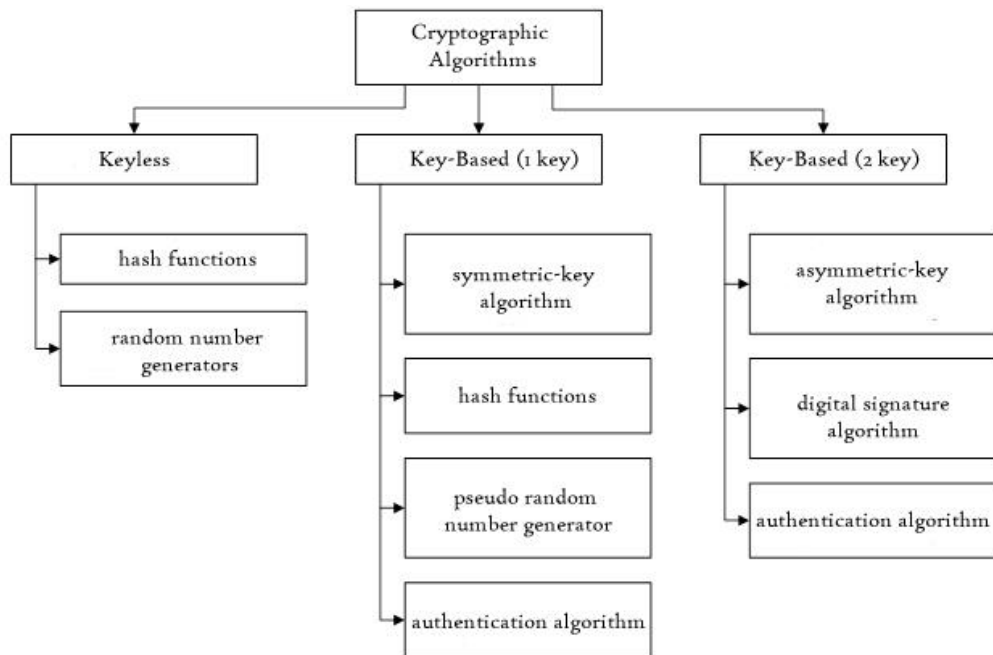 Cryptographic
Algorithms
Keyless
Key-Based (1 key)
Key-Based (2 key)
hash functions
random number
generators
symmetric-key
algorithm
hash functions
pseudo random
number generator
authentication algorithm
asymmetric-key
algorithm
digital signature
algorithm
authentication algorithm